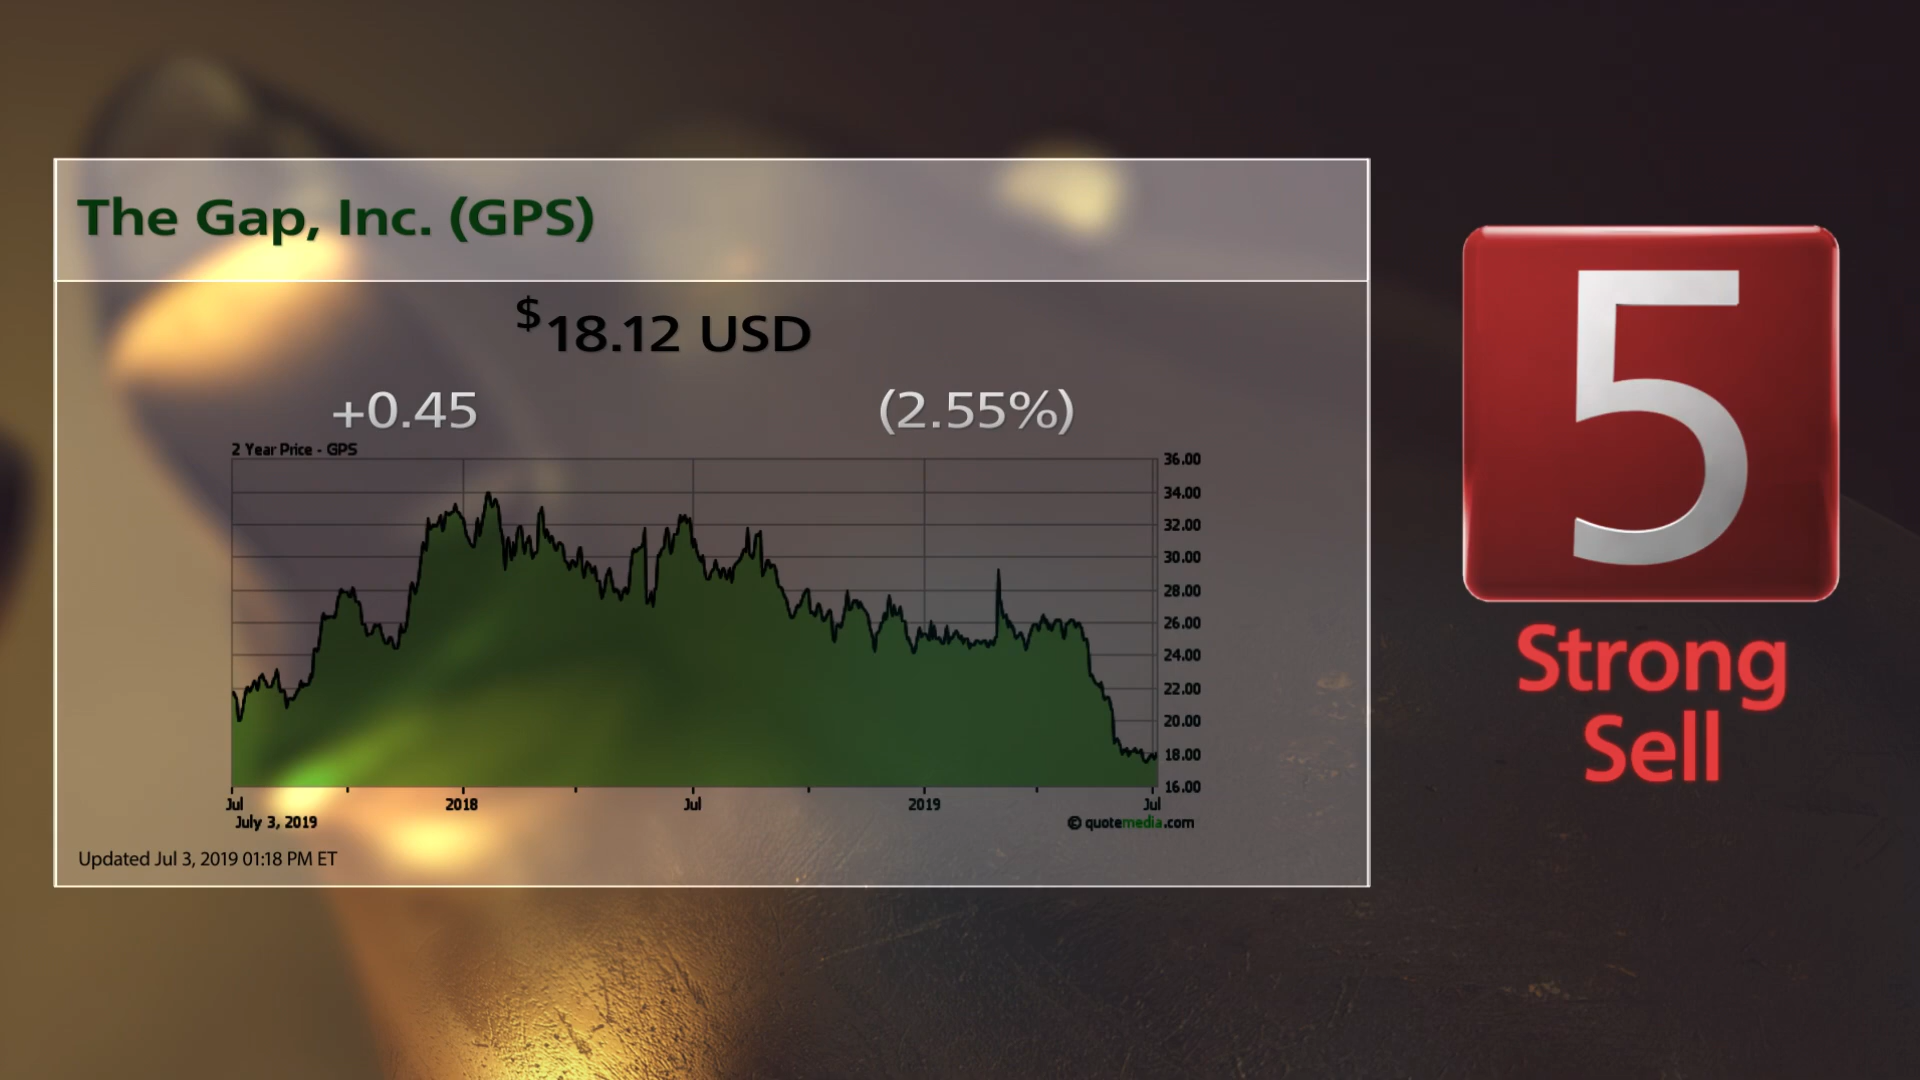 The Gap, Inc. (GPS)
$18.12 USD
+0.45 (2.55%)
2 Year Price - GPS
36.00
34.00
32.00
30.00
28.00
26.00
24.00
22.00
20.00
18.00
16.00
Jul 2018 Jul 2019 Jul
July 3, 2019 © quotemedia.com
Updated Jul 3, 2019 01:18 PM ET
5
Strong
Sell